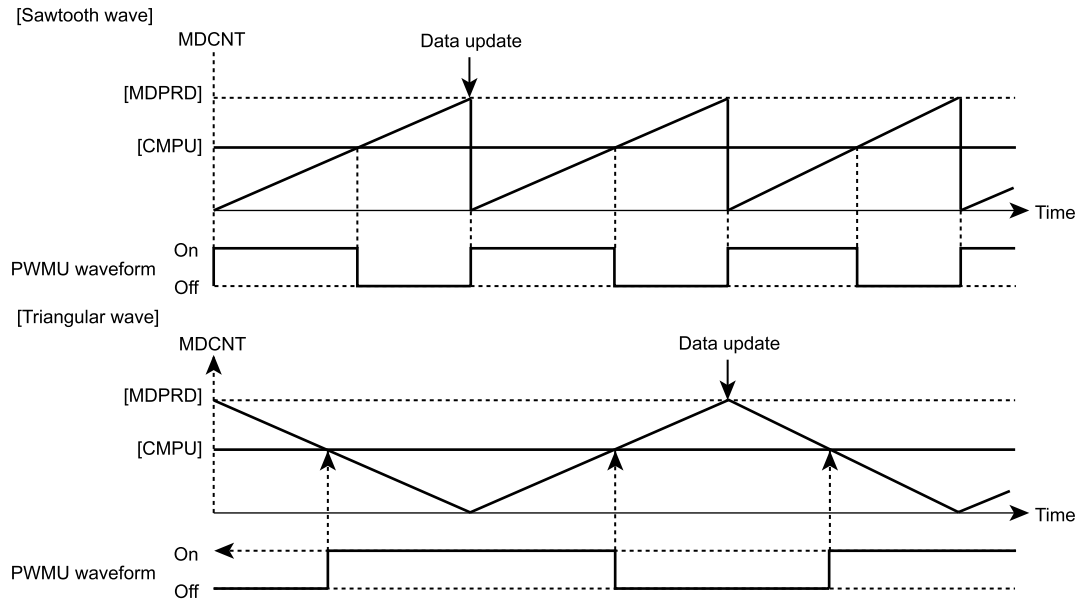 [Sawtooth wave]
MDCNT
Data update
[MDPRD]
[CMPU]
Time
On
PWMU waveform
Off
[Triangular wave]
MDCNT
Data update
[MDPRD]
[CMPU]
Time
On
PWMU waveform
Off